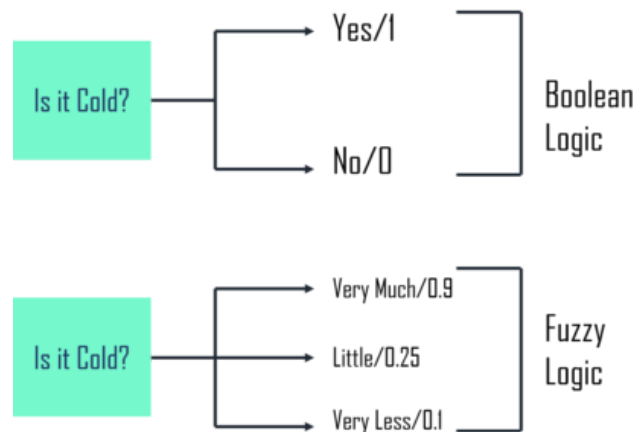 Is it Cold?
Yes/1
No/0
Boolean
Logic
Is it Cold?
Very Much/0.9
Little/0.25
Very Less/0.1
Fuzzy
Logic